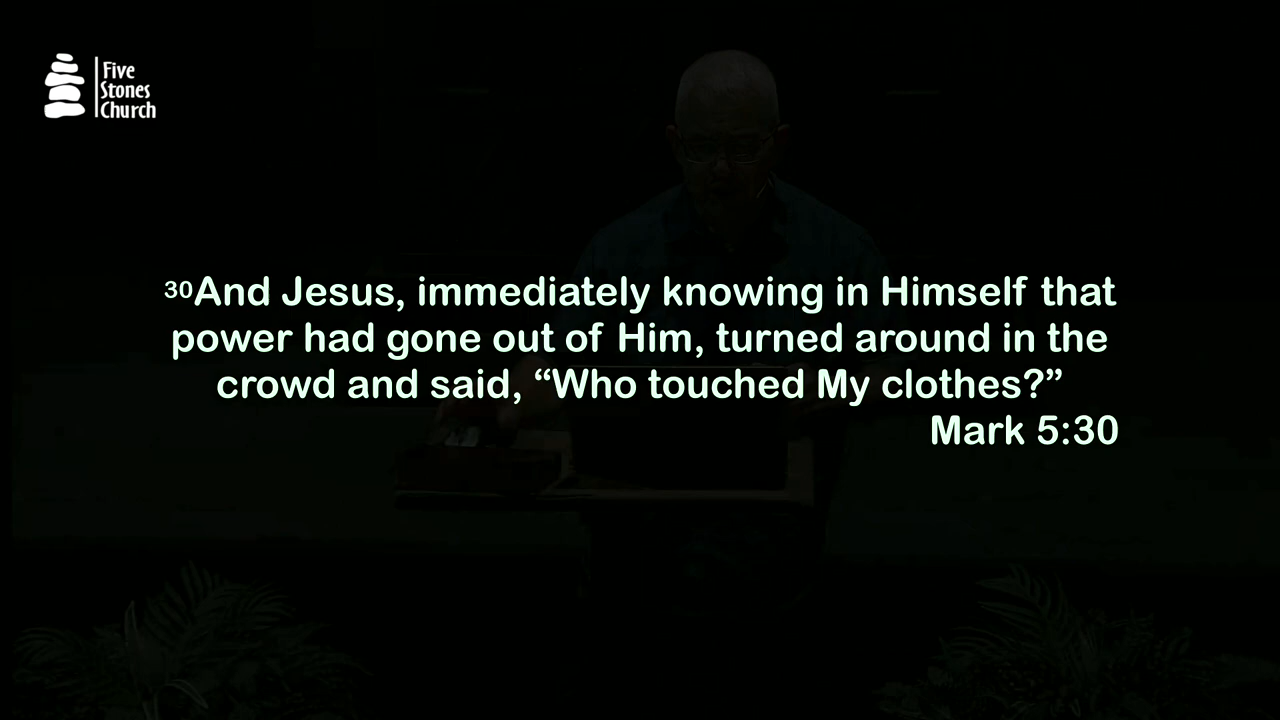 Five
Stones
Church
30And Jesus, immediately knowing in Himself that
power had gone out of Him, turned around in the
crowd and said, “Who touched My clothes?”
Mark 5:30